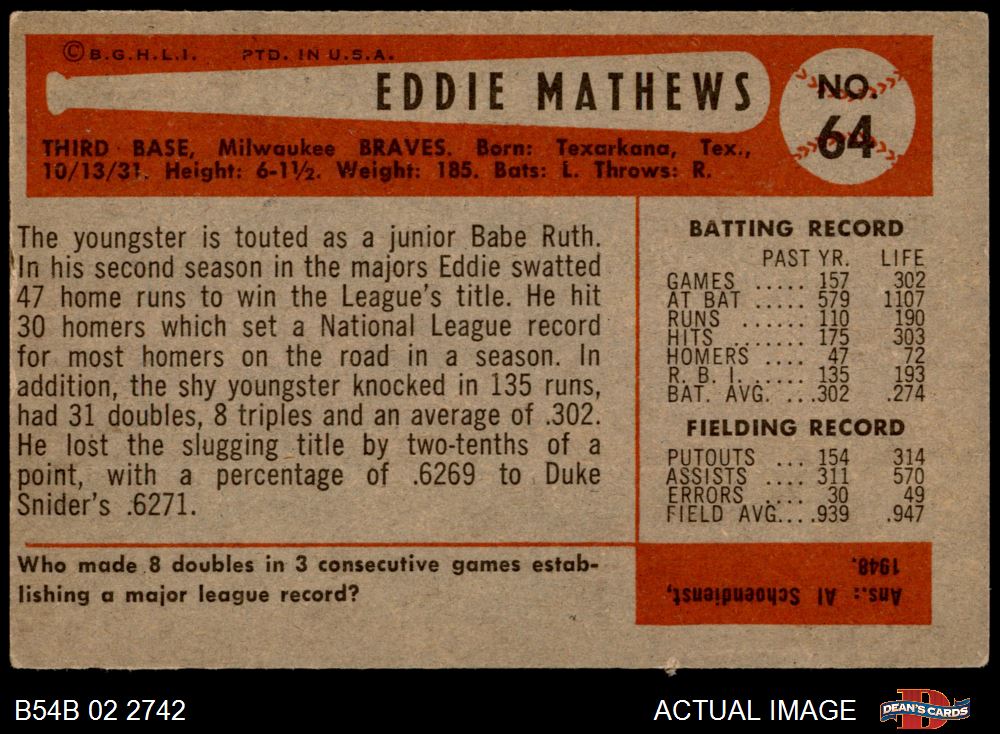 © B.G.H.L.I. PTD. IN U.S.A.
EDDIE MATHEWS
NO.
64
THIRD BASE, Milwaukee BRAVES. Born: Texarkana, Tex.,
10/13/31. Height: 6-11½. Weight: 185. Bats: L. Throws: R.
The youngster is touted as a junior Babe Ruth.
In his second season in the majors Eddie swatted
47 home runs to win the League's title. He hit
30 homers which set a National League record
for most homers on the road in a season. In
addition, the shy youngster knocked in 135 runs,
had 31 doubles, 8 triples and an average of .302.
He lost the slugging title by two-tenths of a
point, with a percentage of .6269 to Duke
Snider's .6271.
BATTING RECORD
PAST YR. LIFE
GAMES ..... 157 302
AT BAT ..... 579 1107
RUNS ...... 110 190
HITS ....... 175 303
HOMERS .... 47 72
R. B. I. ..... 135 193
BAT. AVG. ... .302 .274
FIELDING RECORD
PUTOUTS ... 154 314
ASSISTS .... 311 570
ERRORS .... 30 49
FIELD AVG.... .939 .947
Who made 8 doubles in 3 consecutive games estab-
lishing a major league record?
Ans.: Al Schoendienst,
1948.
B54B 02 2742
ACTUAL IMAGE
DEAN'S CARDS